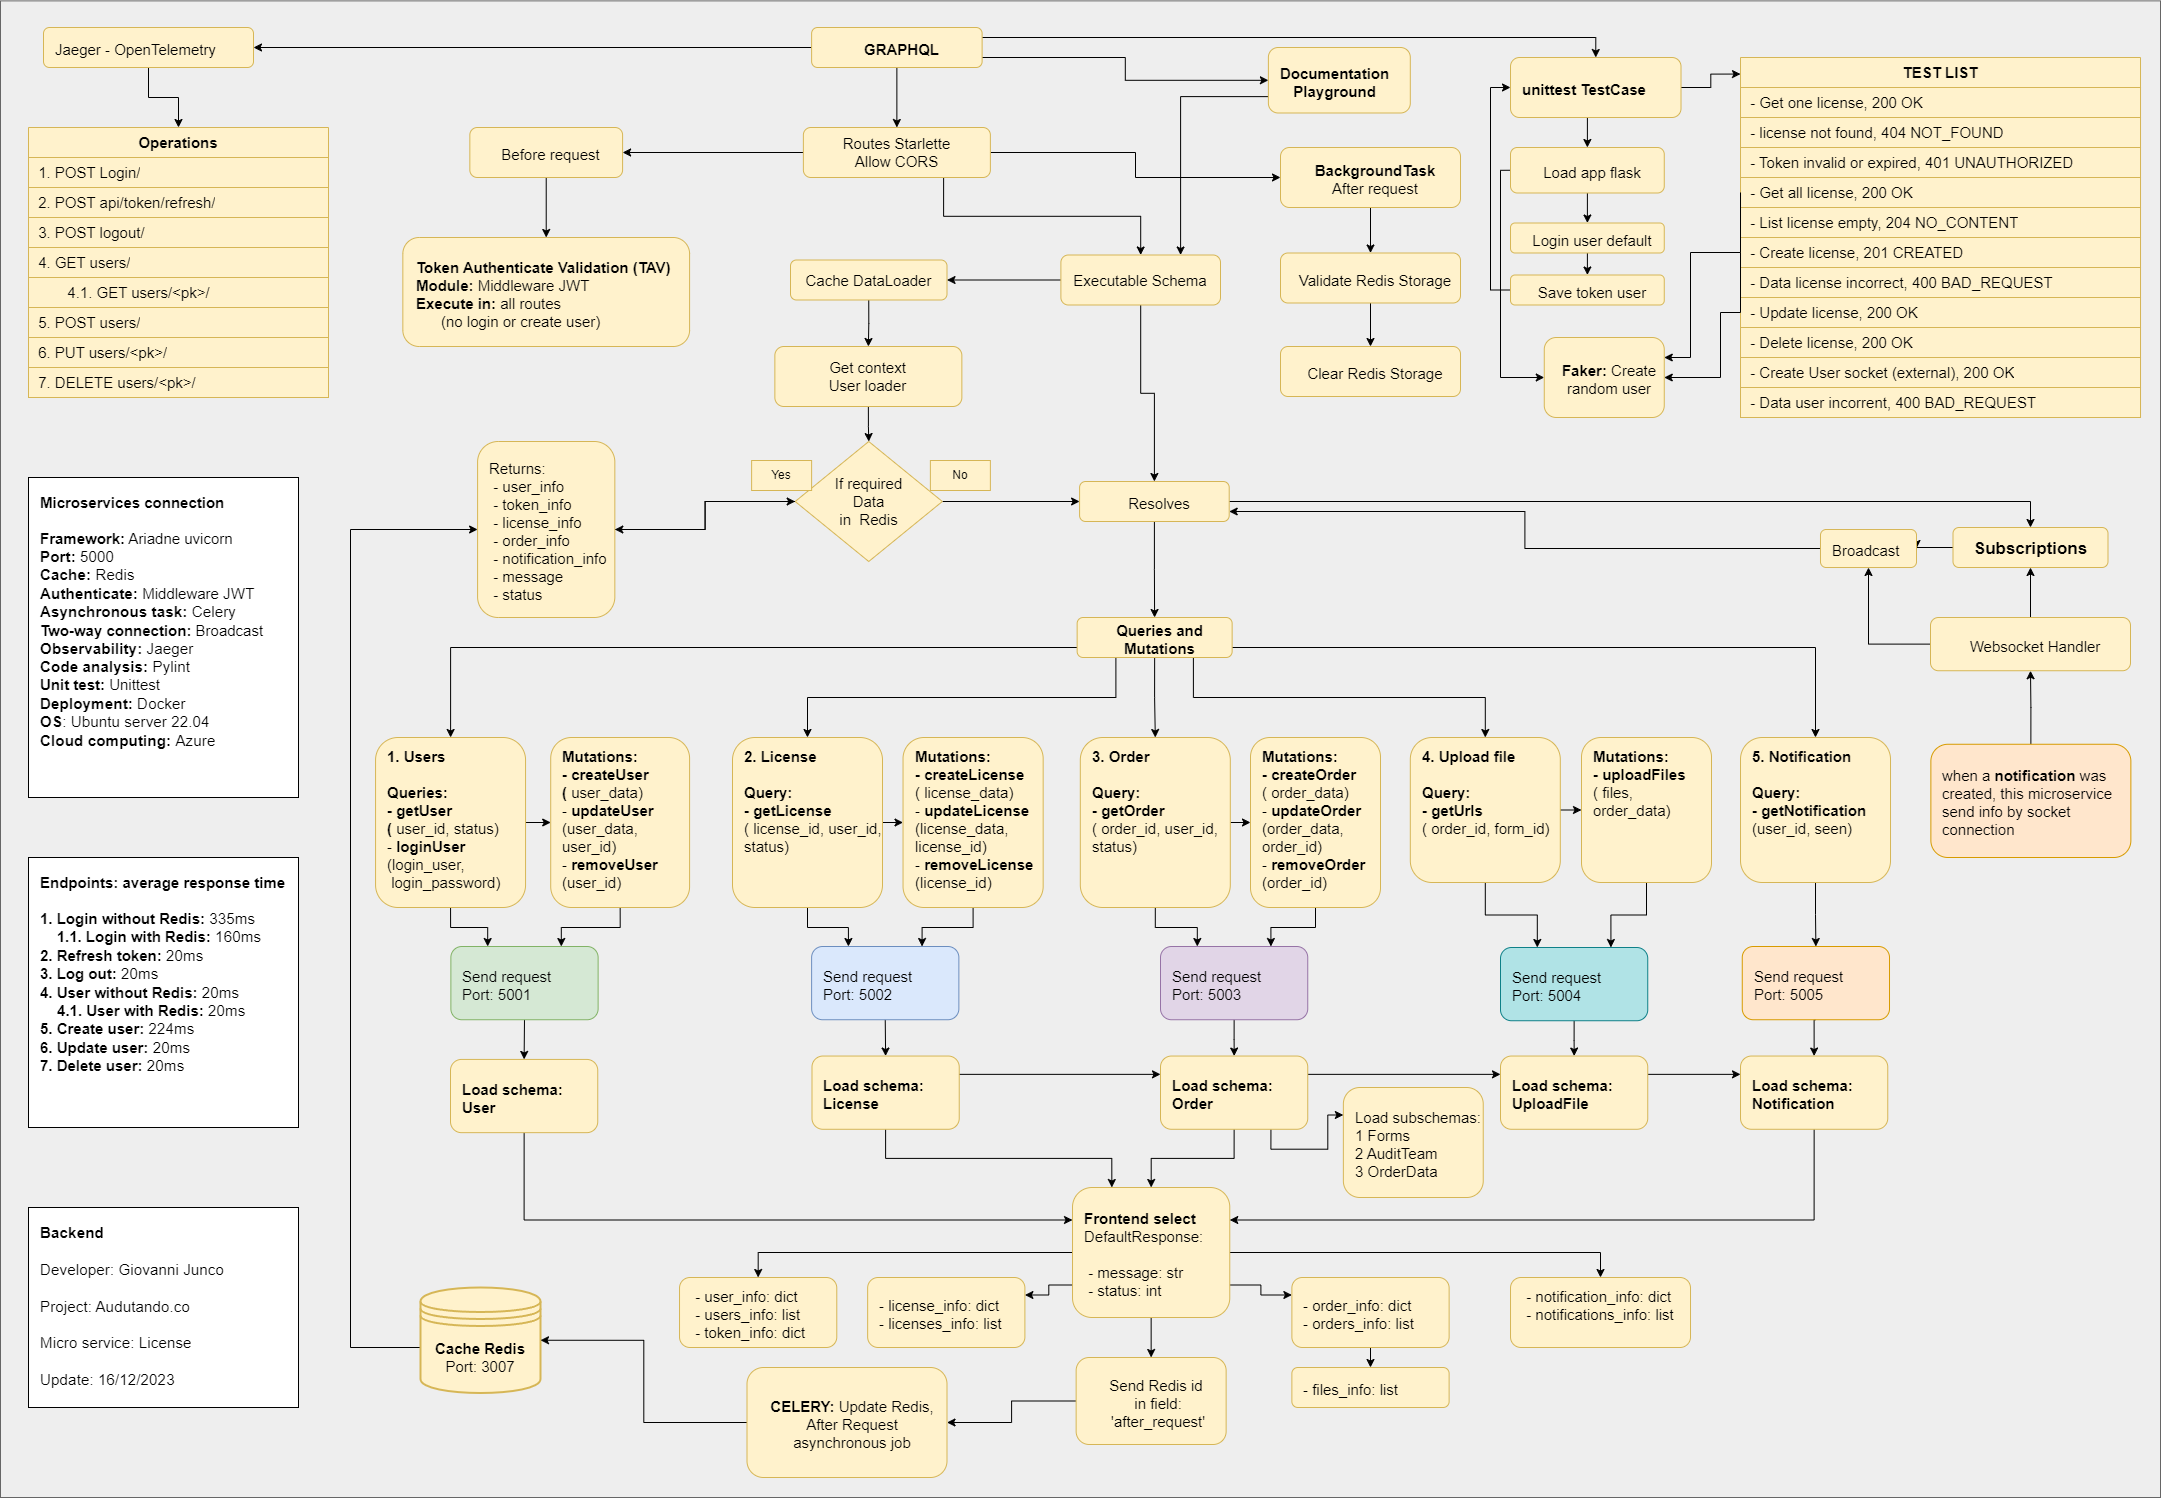 Jaeger - OpenTelemetry
GRAPHQL
Documentation
Playground
unittest TestCase
TEST LIST
- Get one license, 200 OK
- license not found, 404 NOT_FOUND
- Token invalid or expired, 401 UNAUTHORIZED
- Get all license, 200 OK
- List license empty, 204 NO_CONTENT
- Create license, 201 CREATED
- Data license incorrect, 400 BAD_REQUEST
- Update license, 200 OK
- Delete license, 200 OK
- Create User socket (external), 200 OK
- Data user incorrent, 400 BAD_REQUEST
Operations
1. POST Login/
2. POST api/token/refresh/
3. POST logout/
4. GET users/
4.1. GET users/<pk>/
5. POST users/
6. PUT users/<pk>/
7. DELETE users/<pk>/
Before request
Routes Starlette
Allow CORS
BackgroundTask
After request
Load app flask
Login user default
Save token user
Faker: Create
random user
Token Authenticate Validation (TAV)
Module: Middleware JWT
Execute in: all routes
(no login or create user)
Cache DataLoader
Executable Schema
Validate Redis Storage
Clear Redis Storage
Get context
User loader
Returns:
- user_info
- token_info
- license_info
- order_info
- notification_info
- message
- status
Yes
If required
Data
in Redis
No
Resolves
Broadcast
Subscriptions
Websocket Handler
when a notification was
created, this microservice
send info by socket
connection
Microservices connection
Framework: Ariadne uvicorn
Port: 5000
Cache: Redis
Authenticate: Middleware JWT
Asynchronous task: Celery
Two-way connection: Broadcast
Observability: Jaeger
Code analysis: Pylint
Unit test: Unittest
Deployment: Docker
OS: Ubuntu server 22.04
Cloud computing: Azure
Queries and
Mutations
1. Users
Queries:
- getUser
( user_id, status)
- loginUser
(login_user,
login_password)
Mutations:
- createUser
( user_data)
- updateUser
(user_data,
user_id)
- removeUser
(user_id)
2. License
Query:
- getLicense
( license_id, user_id,
status)
Mutations:
- createLicense
( license_data)
- updateLicense
(license_data,
license_id)
- removeLicense
(license_id)
3. Order
Query:
- getOrder
( order_id, user_id,
status)
Mutations:
- createOrder
( order_data)
- updateOrder
(order_data,
order_id)
- removeOrder
(order_id)
4. Upload file
Query:
- getUrls
( order_id, form_id)
Mutations:
- uploadFiles
( files,
order_data)
5. Notification
Query:
- getNotification
(user_id, seen)
Endpoints: average response time
1. Login without Redis: 335ms
1.1. Login with Redis: 160ms
2. Refresh token: 20ms
3. Log out: 20ms
4. User without Redis: 20ms
4.1. User with Redis: 20ms
5. Create user: 224ms
6. Update user: 20ms
7. Delete user: 20ms
Send request
Port: 5001
Send request
Port: 5002
Send request
Port: 5003
Send request
Port: 5004
Send request
Port: 5005
Load schema:
User
Load schema:
License
Load schema:
Order
Load schema:
UploadFile
Load schema:
Notification
Load subschemas:
1 Forms
2 AuditTeam
3 OrderData
Backend
Developer: Giovanni Junco
Project: Audutando.co
Micro service: License
Update: 16/12/2023
Frontend select
DefaultResponse:
- message: str
- status: int
- user_info: dict
- users_info: list
- token_info: dict
- license_info: dict
- licenses_info: list
- order_info: dict
- orders_info: list
- notification_info: dict
- notifications_info: list
- files_info: list
Cache Redis
Port: 3007
CELERY: Update Redis,
After Request
asynchronous job
Send Redis id
in field:
'after_request'